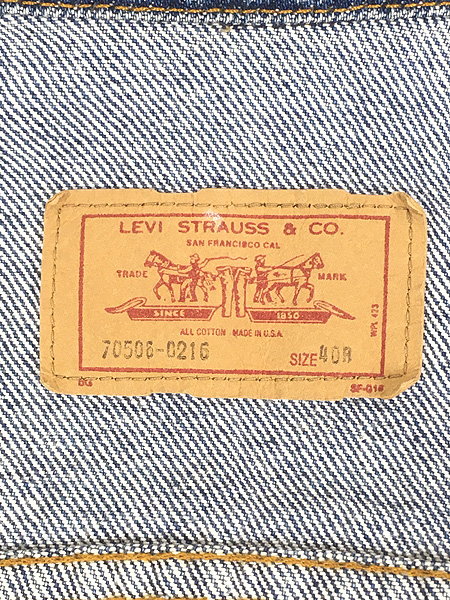 LEVI STRAUSS & CO.
SAN FRANCISCO CAL
TRADE MARK
SINCE 1850
WPL 423
ALL COTTON MADE IN U.S.A.
70506-0216 SIZE 40R
SF-016